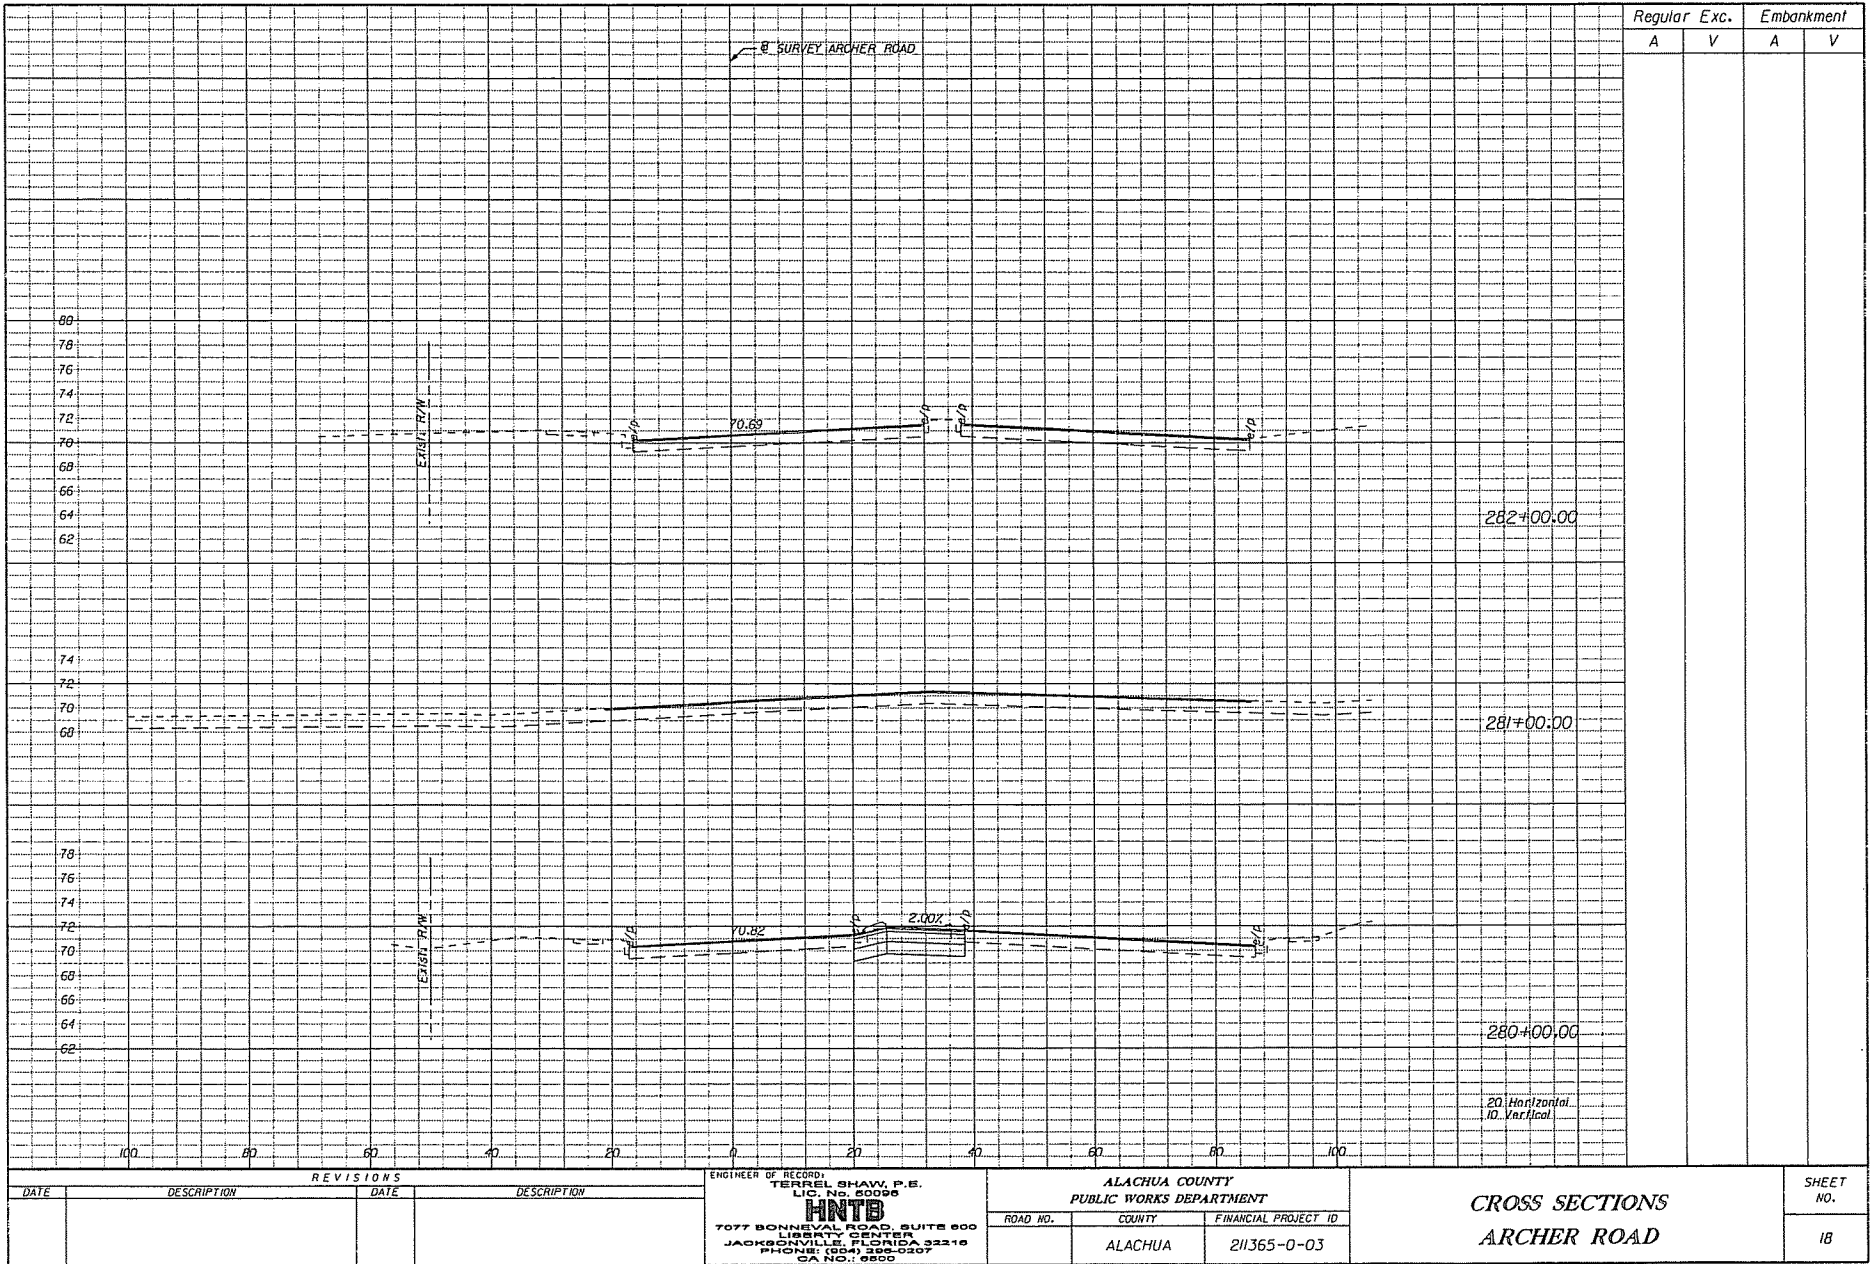 Regular Exc. Embankment
A V A V
℄ SURVEY ARCHER ROAD
80
78
76
74
72
70
68
66
64
62
Exist. R/W
e/p
70.69
e/p
e/p
e/p
282+00.00
74
72
70
68
281+00.00
78
76
74
72
70
68
66
64
62
Exist. R/W
e/p
70.82
e/p
2.00%
e/p
e/p
280+00.00
20 Horizontal
10 Vertical
100 80 60 40 20 0 20 40 60 80 100
REVISIONS
DATE DESCRIPTION DATE DESCRIPTION
ENGINEER OF RECORD:
TERREL SHAW, P.E.
LIC. No. 50096
HNTB
7077 BONNEVAL ROAD, SUITE 600
LIBERTY CENTER
JACKSONVILLE, FLORIDA 32216
PHONE: (904) 296-0207
CA NO.: 6500
ALACHUA COUNTY
PUBLIC WORKS DEPARTMENT
ROAD NO. COUNTY FINANCIAL PROJECT ID
ALACHUA 211365-0-03
CROSS SECTIONS
ARCHER ROAD
SHEET
NO.
18